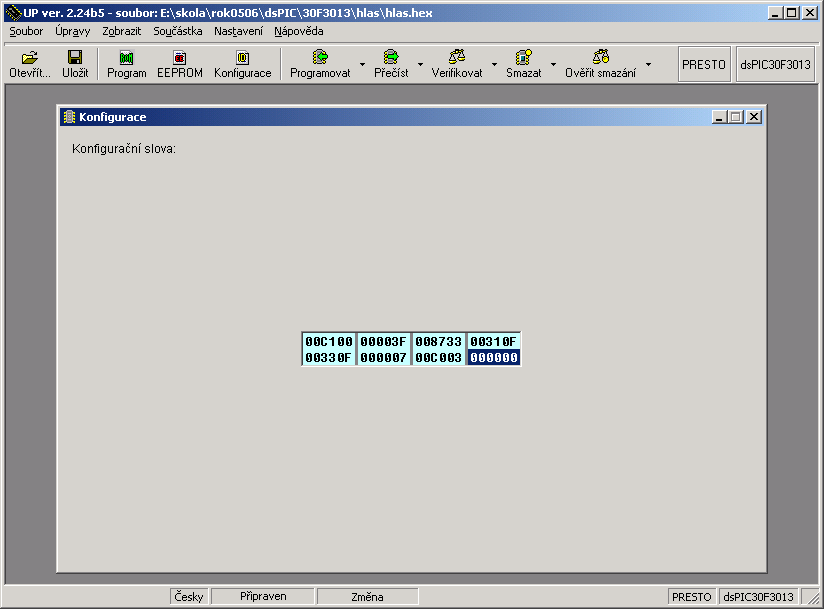 UP ver. 2.24b5 - soubor: E:\skola\rok0506\dsPIC\30F3013\hlas\hlas.hex
Soubor Úpravy Zobrazit Součástka Nastavení Nápověda
Otevřít... Uložit Program EEPROM Konfigurace Programovat Přečíst Verifikovat Smazat Ověřit smazání PRESTO dsPIC30F3013
Konfigurace
Konfigurační slova:
00C100 00003F 008733 00310F
00330F 000007 00C003 000000
Česky Připraven Změna PRESTO dsPIC30F3013